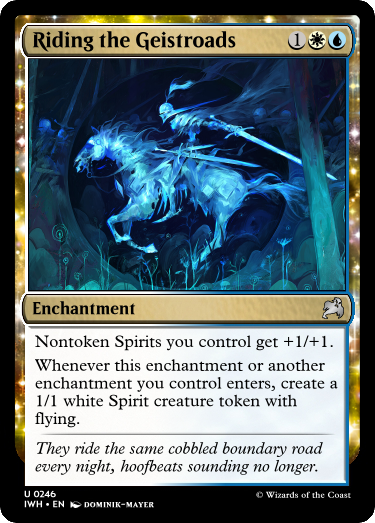 Riding the Geistroads 1
Enchantment
Nontoken Spirits you control get +1/+1.
Whenever this enchantment or another
enchantment you control enters, create a
1/1 white Spirit creature token with
flying.
They ride the same cobbled boundary road
every night, hoofbeats sounding no longer.
U 0246
IWH • EN DOMINIK-MAYER
© Wizards of the Coast